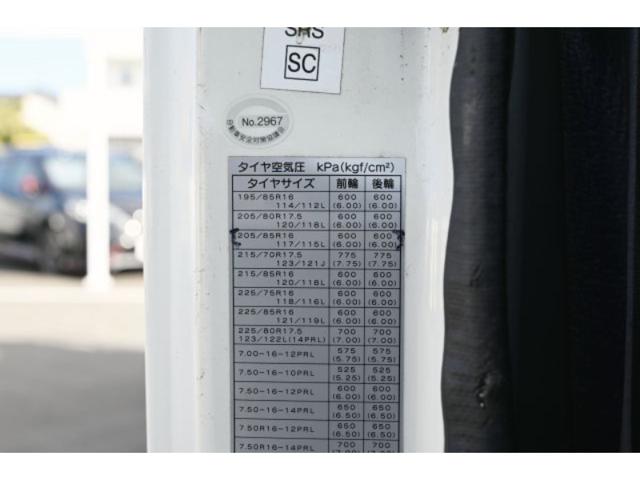 SRS
SC
No.2967
タイヤ空気圧 kPa(kgf/cm²)
タイヤサイズ 前輪 後輪
195/85R16 600 600
114/112L (6.00) (6.00)
205/80R17.5 600 600
120/118L (6.00) (6.00)
205/85R16 600 600
117/115L (6.00) (6.00)
215/70R17.5 775 775
123/121J (7.75) (7.75)
215/85R16 600 600
120/118L (6.00) (6.00)
225/75R16 600 600
118/116L (6.00) (6.00)
225/85R16 600 600
121/119L (6.00) (6.00)
225/80R17.5 700 700
123/122L(14PRL) (7.00) (7.00)
7.00-16-12PRL 575 575
(5.75) (5.75)
7.50-16-10PRL 525 525
(5.25) (5.25)
7.50-16-12PRL 600 600
(6.00) (6.00)
7.50-16-14PRL 650 650
(6.50) (6.50)
7.50R16-12PRL 650 650
(6.50) (6.50)
7.50R16-14PRL 700 700